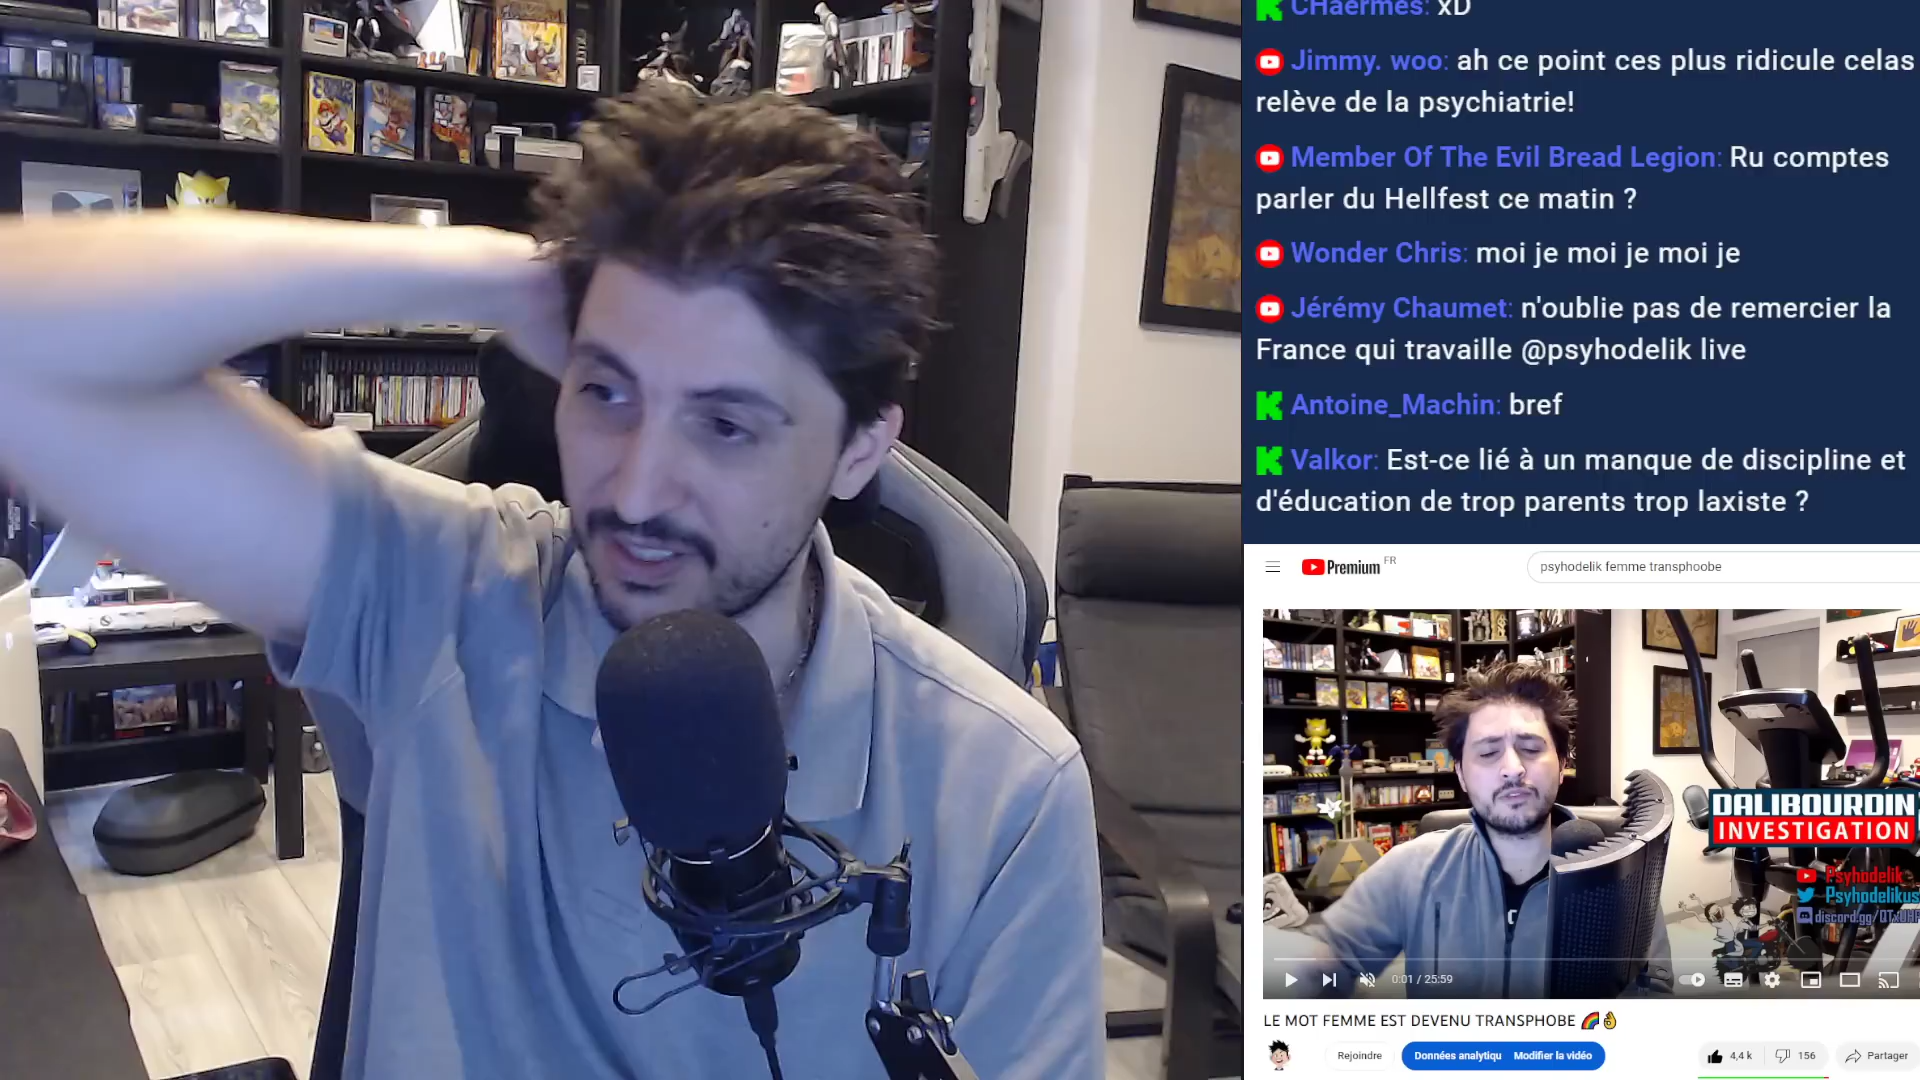 CHaermes: xD
Jimmy. woo: ah ce point ces plus ridicule celas
relève de la psychiatrie!
Member Of The Evil Bread Legion: Ru comptes
parler du Hellfest ce matin ?
Wonder Chris: moi je moi je moi je
Jérémy Chaumet: n'oublie pas de remercier la
France qui travaille @psyhodelik live
Antoine_Machin: bref
Valkor: Est-ce lié à un manque de discipline et
d'éducation de trop parents trop laxiste ?
Premium FR
psyhodelik femme transphoobe
DALIBOURDIN
INVESTIGATION
Psyhodelik
Psyhodelikus
0:01 / 25:59
LE MOT FEMME EST DEVENU TRANSPHOBE 🌈👌
Rejoindre
Données analytiqu
Modifier la vidéo
4,4 k
156
Partager